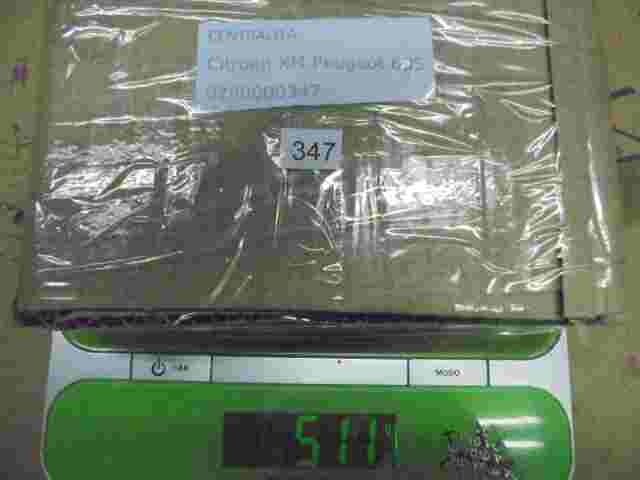 CENTRALITA
Citroen XM Peugeot 605
0280000347
347
MODO
511